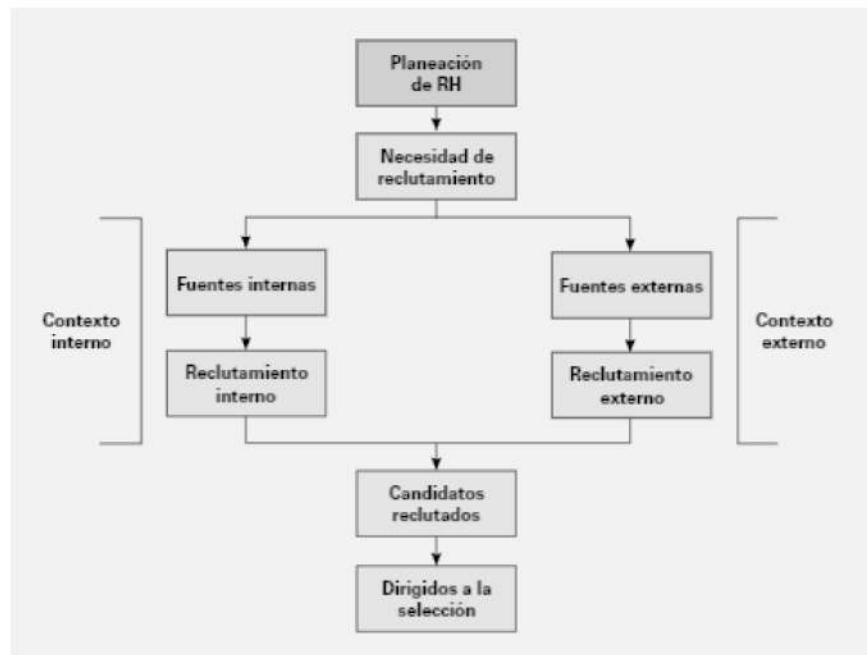 Planeación
de RH
Necesidad de
reclutamiento
Fuentes internas
Fuentes externas
Contexto
interno
Contexto
externo
Reclutamiento
interno
Reclutamiento
externo
Candidatos
reclutados
Dirigidos a la
selección